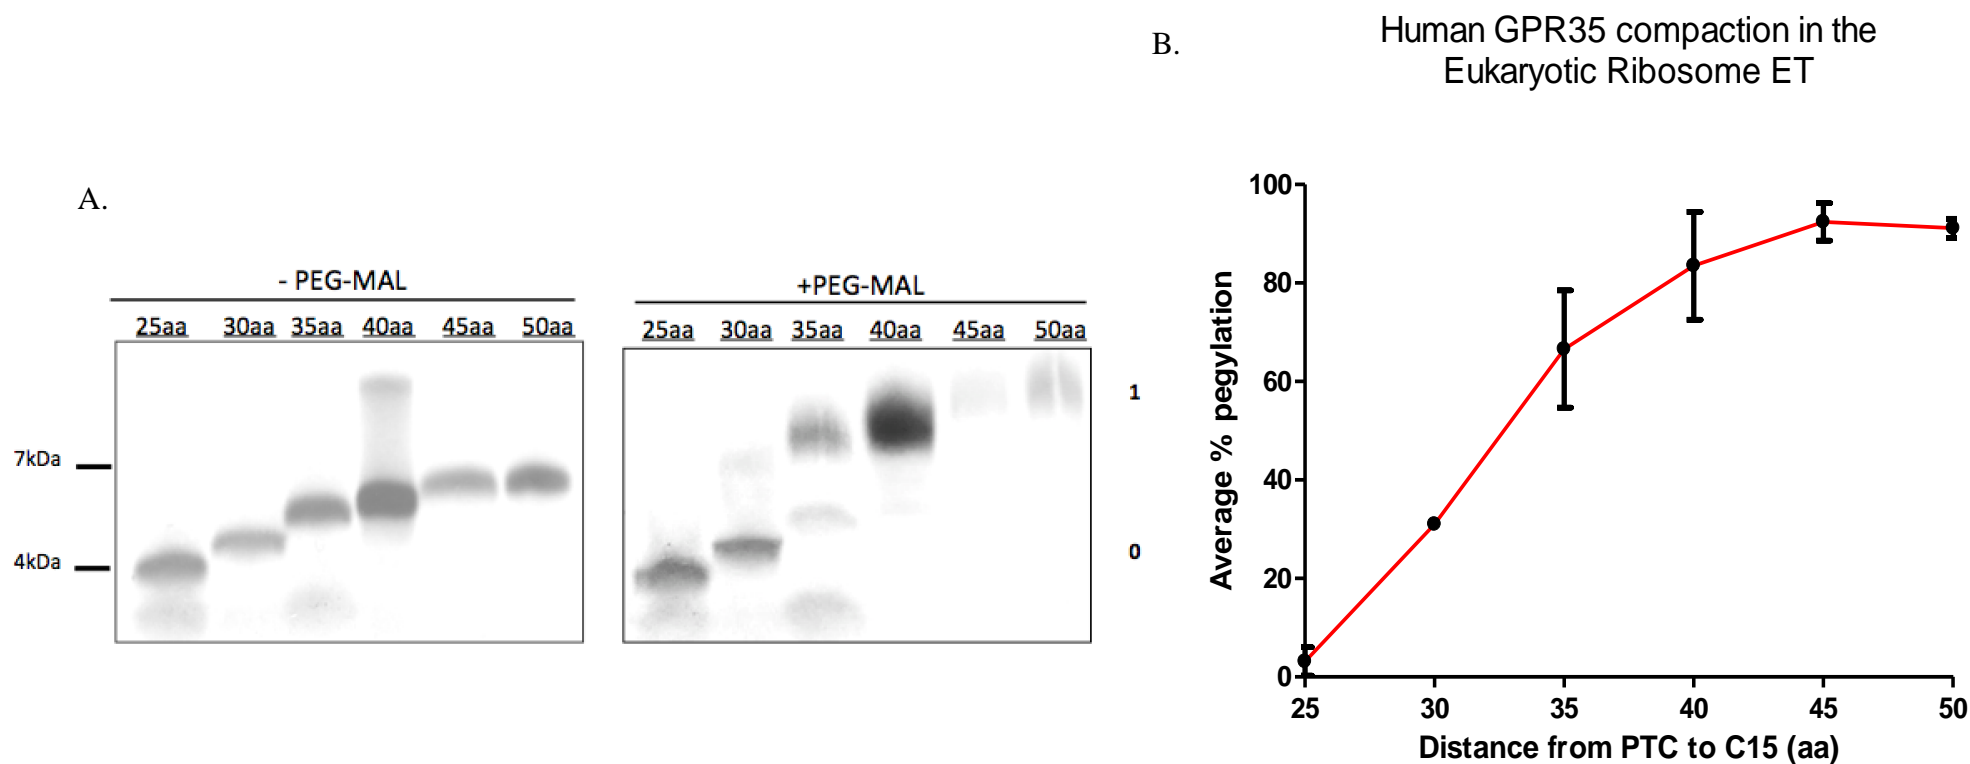 A.
- PEG-MAL
25aa 30aa 35aa 40aa 45aa 50aa
7kDa
4kDa
+PEG-MAL
25aa 30aa 35aa 40aa 45aa 50aa
1
0
B.
Human GPR35 compaction in the
Eukaryotic Ribosome ET
Average % pegylation
100
80
60
40
20
0
25 30 35 40 45 50
Distance from PTC to C15 (aa)